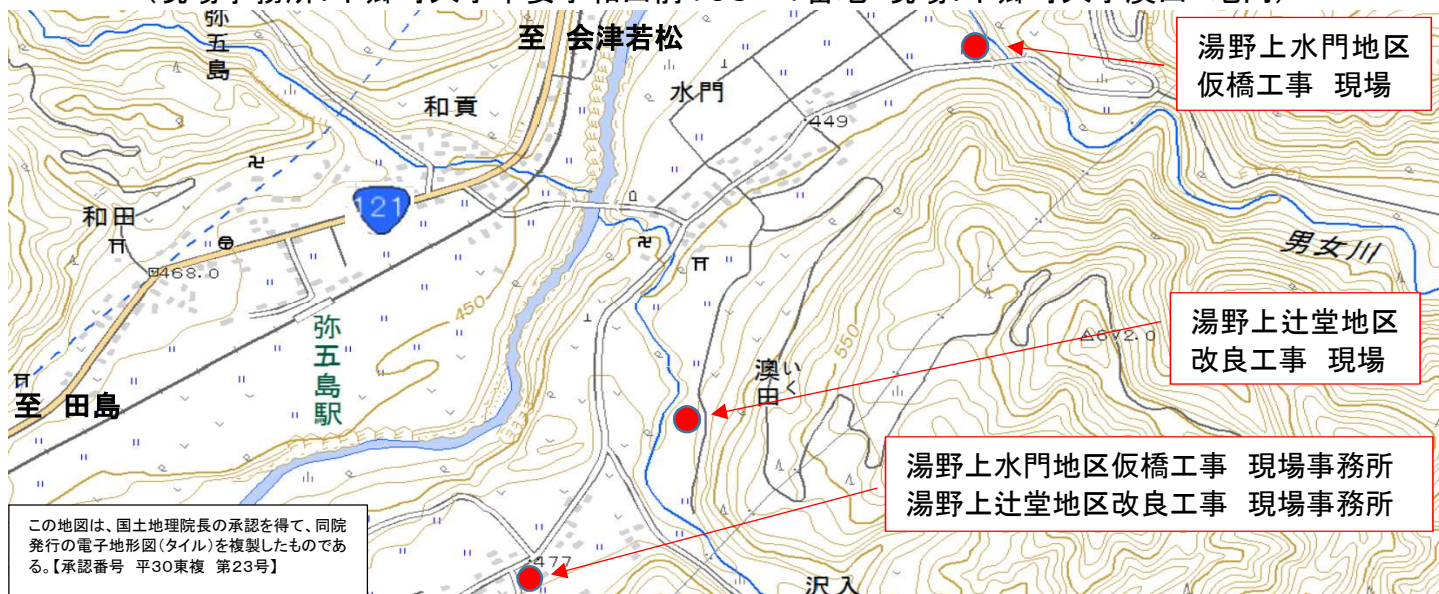 弥五島
至 会津若松
和貢
水門
449
湯野上水門地区
仮橋工事 現場
121
和田
468.0
450
男女川
550
弥五島駅
澳田
いく
湯野上辻堂地区
改良工事 現場
至 田島
湯野上水門地区仮橋工事 現場事務所
湯野上辻堂地区改良工事 現場事務所
この地図は、国土地理院長の承認を得て、同院
発行の電子地形図(タイル)を複製したものであ
る。【承認番号 平30東複 第23号】
477
沢入